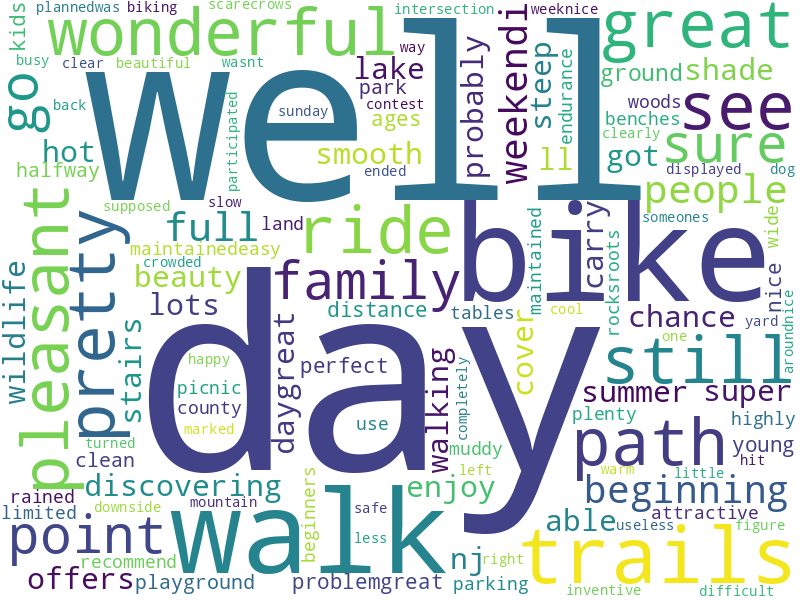 plannedwas biking scarecrows intersection weeknice
kids wonderful way great
busy clear beautiful wasnt lake probably weekendi steep endurance ground shade
go back well sunday park contest woods see
participated ages benches
hot smooth ll got clearly sure
halfway ended displayed dog
supposed slow people
pleasant pretty full land ride bike carry someones wide
maintainedeasy maintained rocksroots
crowded family nice
wildlife beauty
lots distance tables cool chance yard aroundnice
stairs day daygreat cover one
happy perfect walking completely still
picnic summer super
county use path plenty highly
marked muddy young
turned
clean left warm little hit
discovering beginners enjoy beginning
rained mountain
limited downside walk safe able useless attractive
point less trails figure
recommend nj right
offers playground problemgreat parking inventive difficult